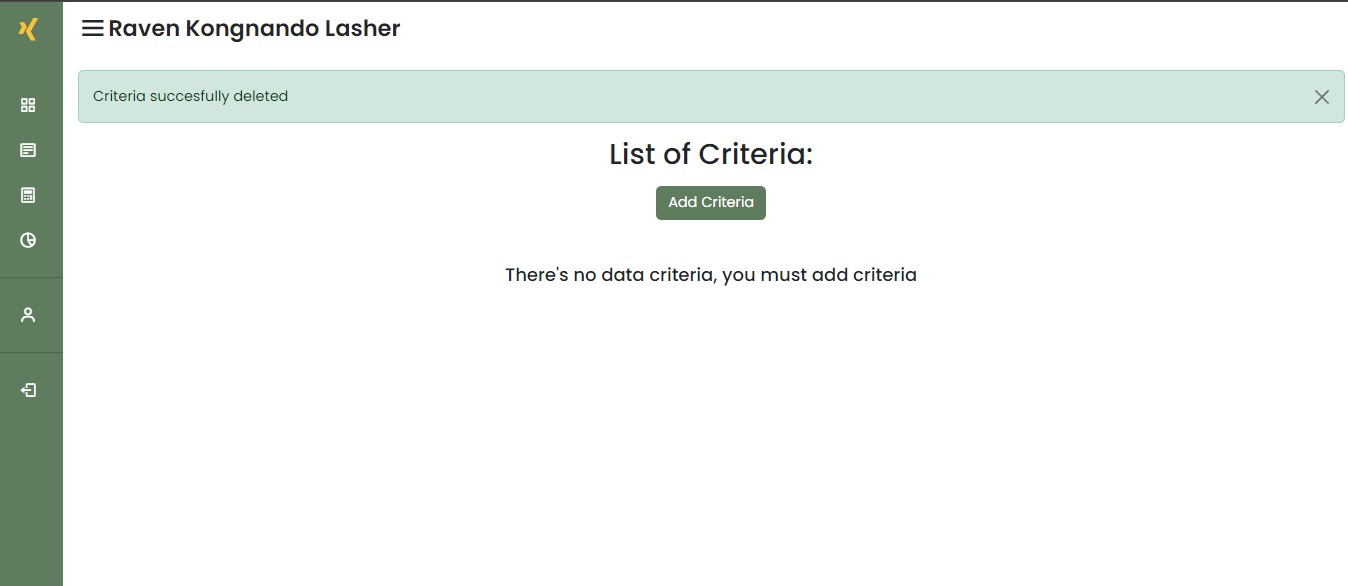 Raven Kongnando Lasher
Criteria succesfully deleted
List of Criteria:
Add Criteria
There's no data criteria, you must add criteria